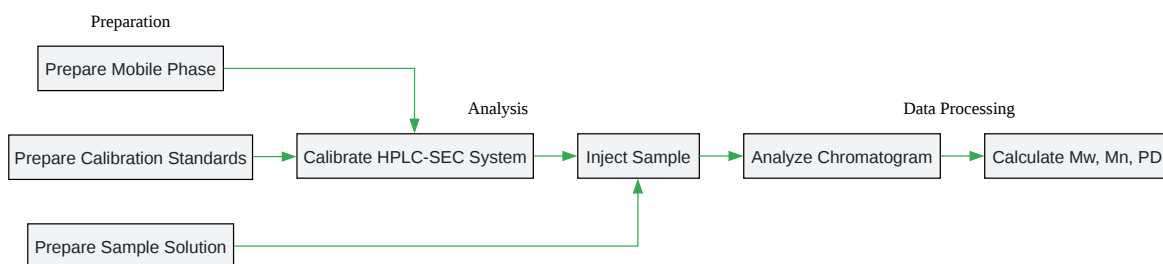 Preparation
Prepare Mobile Phase
Analysis
Data Processing
Prepare Calibration Standards
Calibrate HPLC-SEC System
Inject Sample
Analyze Chromatogram
Calculate Mw, Mn, PD
Prepare Sample Solution